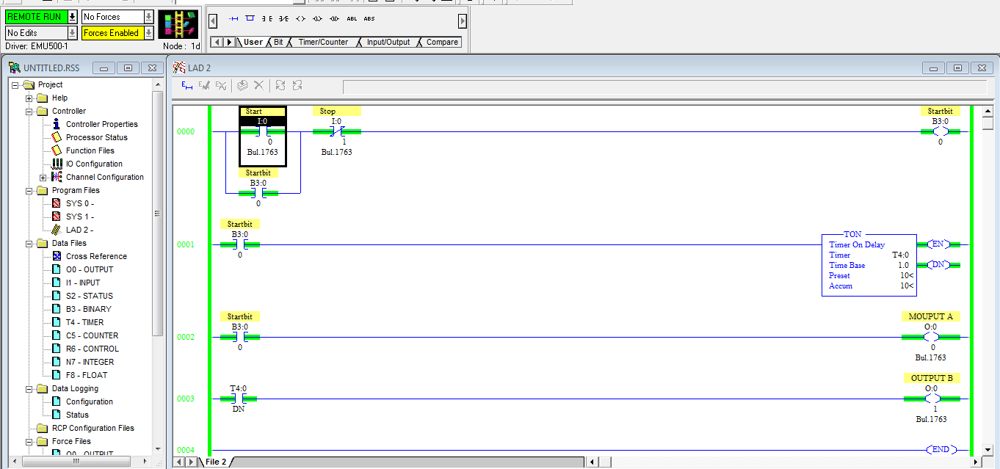 REMOTE RUN No Forces
No Edits Forces Enabled
Driver: EMU500-1 Node : 1d
ABL ABS
User Bit Timer/Counter Input/Output Compare
UNTITLED.RSS
Project
Help
Controller
Controller Properties
Processor Status
Function Files
IO Configuration
Channel Configuration
Program Files
SYS 0 -
SYS 1 -
LAD 2 -
Data Files
Cross Reference
O0 - OUTPUT
I1 - INPUT
S2 - STATUS
B3 - BINARY
T4 - TIMER
C5 - COUNTER
R6 - CONTROL
N7 - INTEGER
F8 - FLOAT
Data Logging
Configuration
Status
RCP Configuration Files
Force Files
O0 - OUTPUT
LAD 2
0000
Start
I:0
0
Bul.1763
Stop
I:0
1
Bul.1763
Startbit
B3:0
0
Startbit
B3:0
0
0001
Startbit
B3:0
0
TON
Timer On Delay
Timer T4:0
Time Base 1.0
Preset 10<
Accum 10<
EN
DN
0002
Startbit
B3:0
0
MOUPUT A
O:0
0
Bul.1763
0003
T4:0
DN
OUTPUT B
O:0
1
Bul.1763
0004
END
File 2